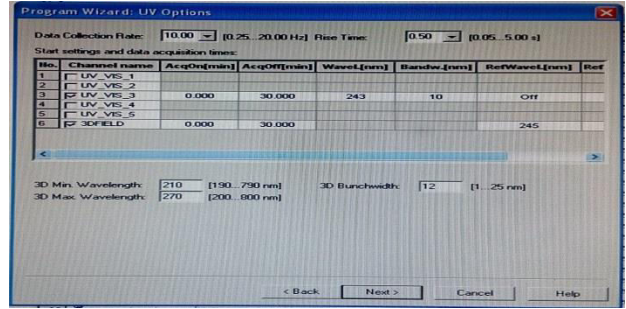 Program Wizard: UV Options
Data Collection Rate: 10.00 [0.25...20.00 Hz] Rise Time: 0.50 [0.05...5.00 s]
Start settings and data acquisition times:
No. Channel name AcqOn[min] AcqOff[min] WaveL[nm] Bandw.[nm] RefWaveL[nm] Ref
1 UV_VIS_1
2 UV_VIS_2
3 UV_VIS_3 0.000 30.000 243 10 Off
4 UV_VIS_4
5 UV_VIS_5
6 3DFIELD 0.000 30.000 245
3D Min. Wavelength: 210 [190...790 nm] 3D Bunchwidth: 12 [1...25 nm]
3D Max. Wavelength: 270 [200...800 nm]
< Back Next > Cancel Help